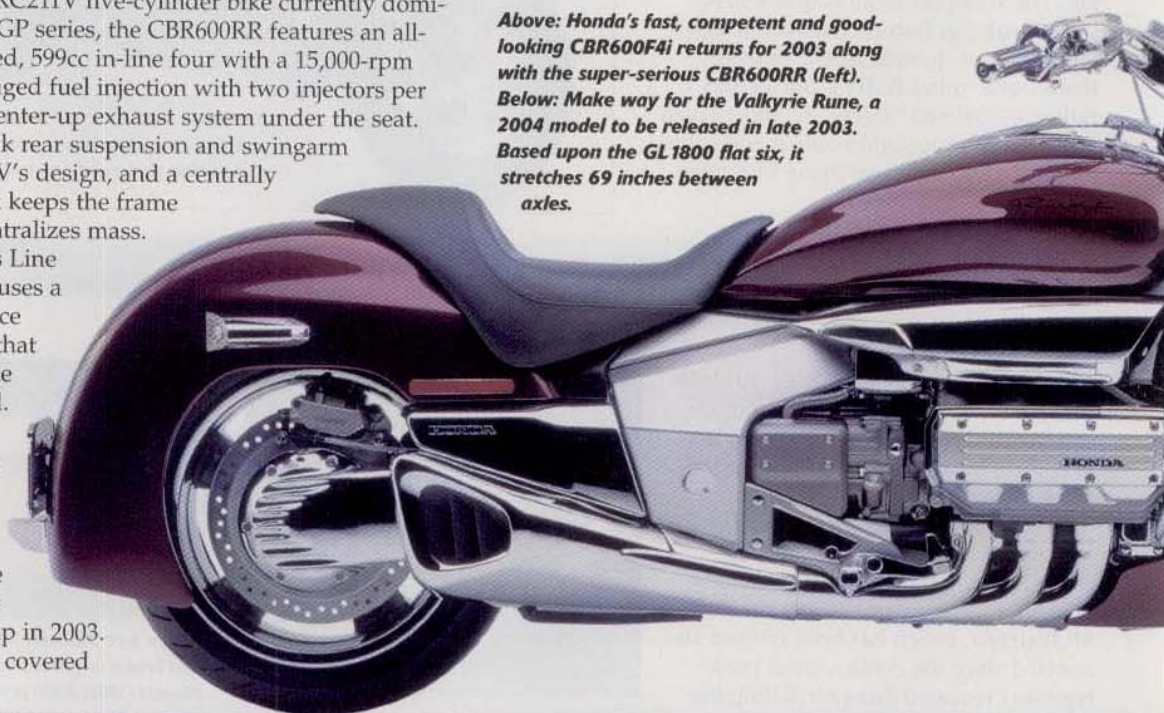 RC211V five-cylinder bike currently domi-
GP series, the CBR600RR features an all-
ed, 599cc in-line four with a 15,000-rpm
ged fuel injection with two injectors per
enter-up exhaust system under the seat.
k rear suspension and swingarm
V's design, and a centrally
keeps the frame
tralizes mass.
s Line
uses a
ce
that
e
l.
e
p in 2003.
covered
Above: Honda's fast, competent and good-
looking CBR600F4i returns for 2003 along
with the super-serious CBR600RR (left).
Below: Make way for the Valkyrie Rune, a
2004 model to be released in late 2003.
Based upon the GL1800 flat six, it
stretches 69 inches between
axles.
HONDA
HONDA